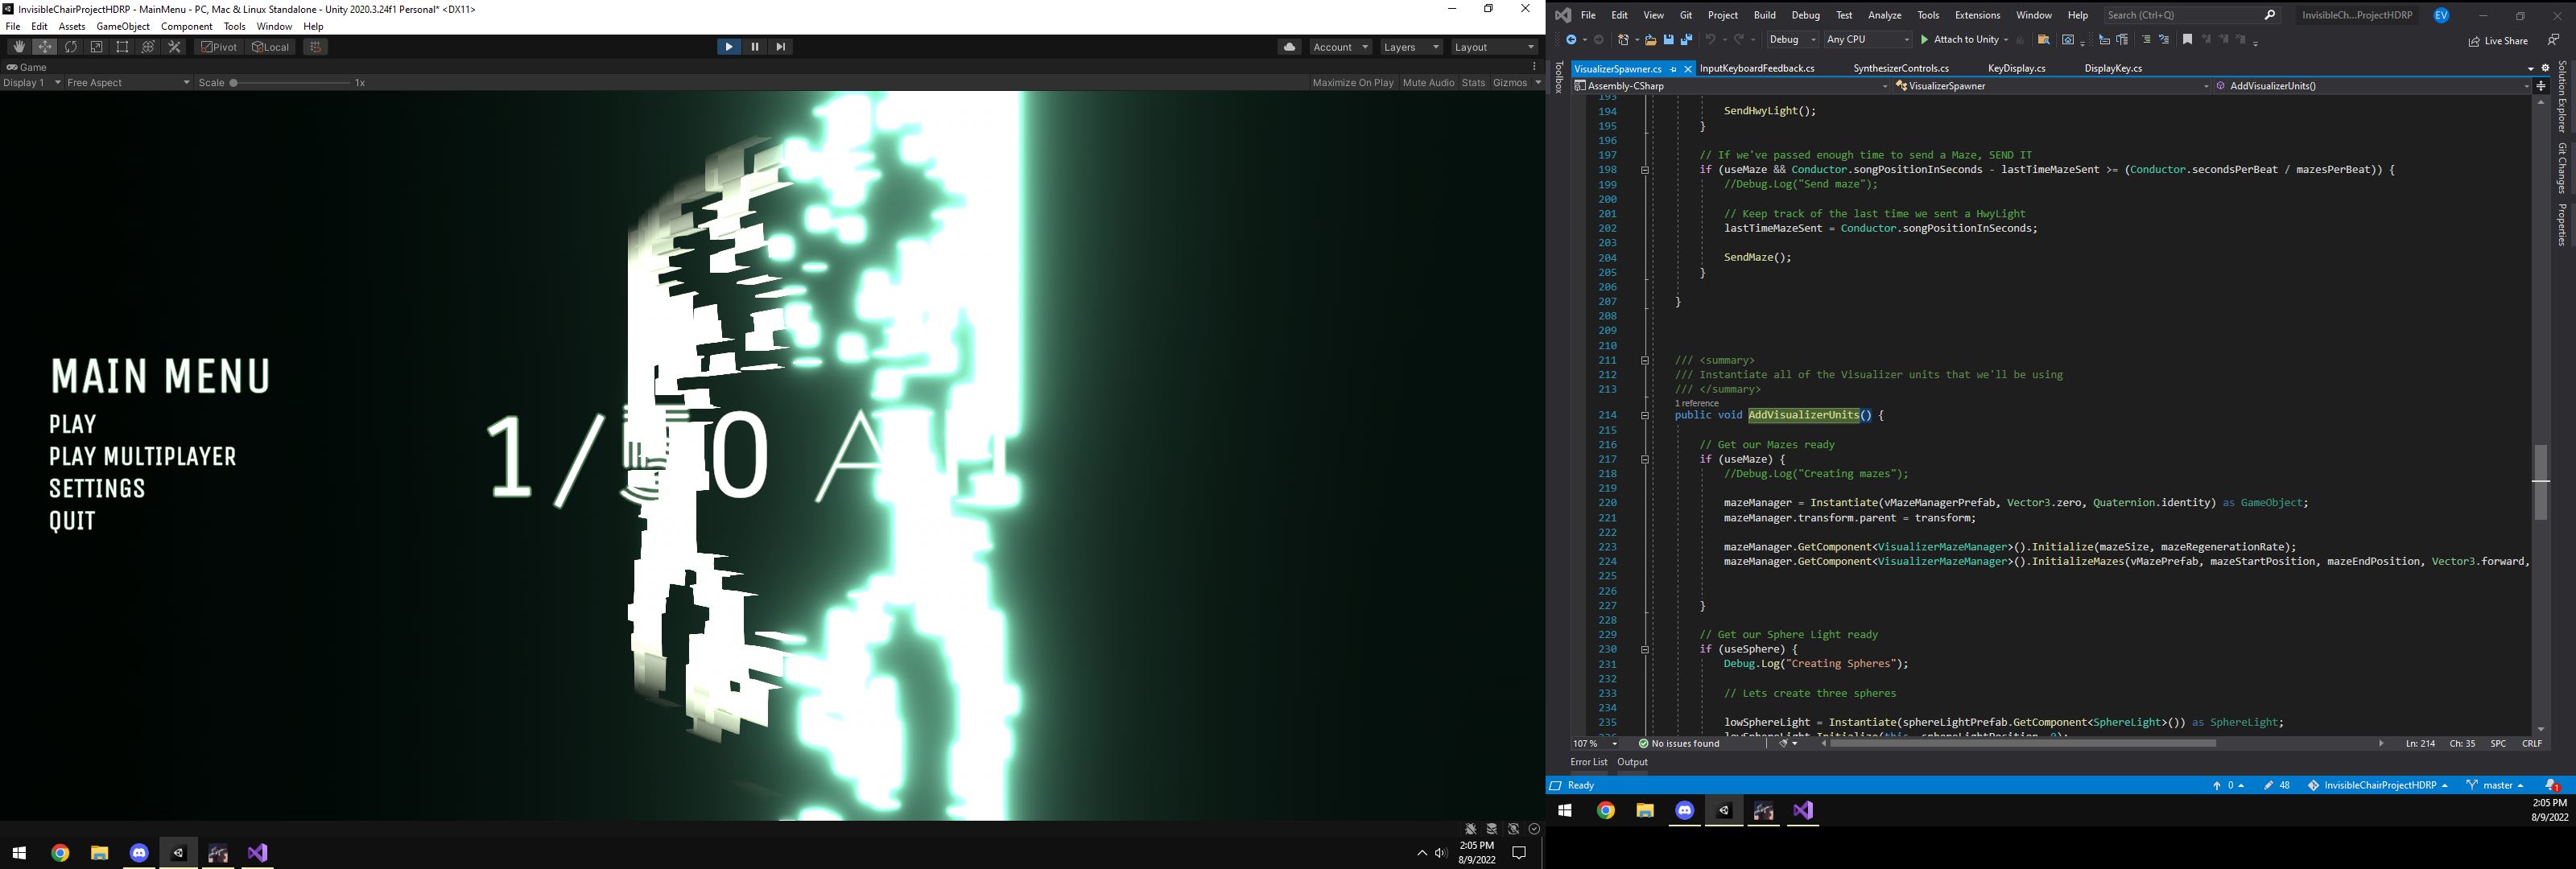 InvisibleChairProjectHDRP - MainMenu - PC, Mac & Linux Standalone - Unity 2020.3.24f1 Personal* <DX11>
File Edit Assets GameObject Component Tools Window Help
Pivot Local Account Layers Layout
Game
Display 1 Free Aspect Scale 1x Maximize On Play Mute Audio Stats Gizmos
MAIN MENU
PLAY
PLAY MULTIPLAYER
SETTINGS
QUIT
2:05 PM
8/9/2022
File Edit View Git Project Build Debug Test Analyze Tools Extensions Window Help Search (Ctrl+Q) InvisibleCh...ProjectHDRP EV
Debug Any CPU Attach to Unity Live Share
VisualizerSpawner.cs InputKeyboardFeedback.cs SynthesizerControls.cs KeyDisplay.cs DisplayKey.cs
Assembly-CSharp VisualizerSpawner AddVisualizerUnits()
Toolbox
Solution Explorer
Git Changes
Properties
193
194 SendHwyLight();
195 }
196
197 // If we've passed enough time to send a Maze, SEND IT
198 if (useMaze && Conductor.songPositionInSeconds - lastTimeMazeSent >= (Conductor.secondsPerBeat / mazesPerBeat)) {
199 //Debug.Log("Send maze");
200
201 // Keep track of the last time we sent a HwyLight
202 lastTimeMazeSent = Conductor.songPositionInSeconds;
203
204 SendMaze();
205 }
206
207 }
208
209
210
211 /// <summary>
212 /// Instantiate all of the Visualizer units that we'll be using
213 /// </summary>
1 reference
214 public void AddVisualizerUnits() {
215
216 // Get our Mazes ready
217 if (useMaze) {
218 //Debug.Log("Creating mazes");
219
220 mazeManager = Instantiate(vMazeManagerPrefab, Vector3.zero, Quaternion.identity) as GameObject;
221 mazeManager.transform.parent = transform;
222
223 mazeManager.GetComponent<VisualizerMazeManager>().Initialize(mazeSize, mazeRegenerationRate);
224 mazeManager.GetComponent<VisualizerMazeManager>().InitializeMazes(vMazePrefab, mazeStartPosition, mazeEndPosition, Vector3.forward,
225
226
227 }
228
229 // Get our Sphere Light ready
230 if (useSphere) {
231 Debug.Log("Creating Spheres");
232
233 // Lets create three spheres
234
235 lowSphereLight = Instantiate(sphereLightPrefab.GetComponent<SphereLight>()) as SphereLight;
107 % No issues found Ln: 214 Ch: 35 SPC CRLF
Error List Output
Ready 0 48 InvisibleChairProjectHDRP master 1
2:05 PM
8/9/2022